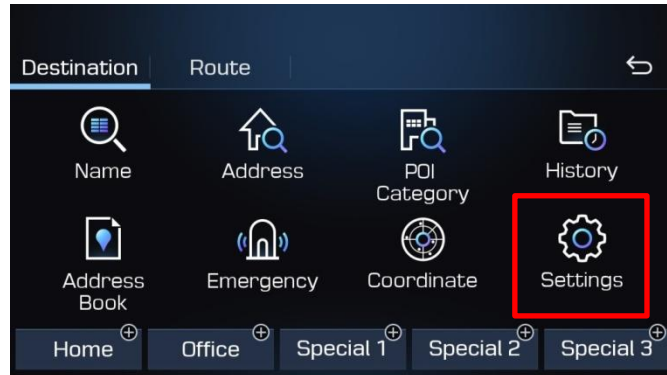 Destination Route
Name Address POI History
Category
Address Emergency Coordinate Settings
Book
Home Office Special 1 Special 2 Special 3